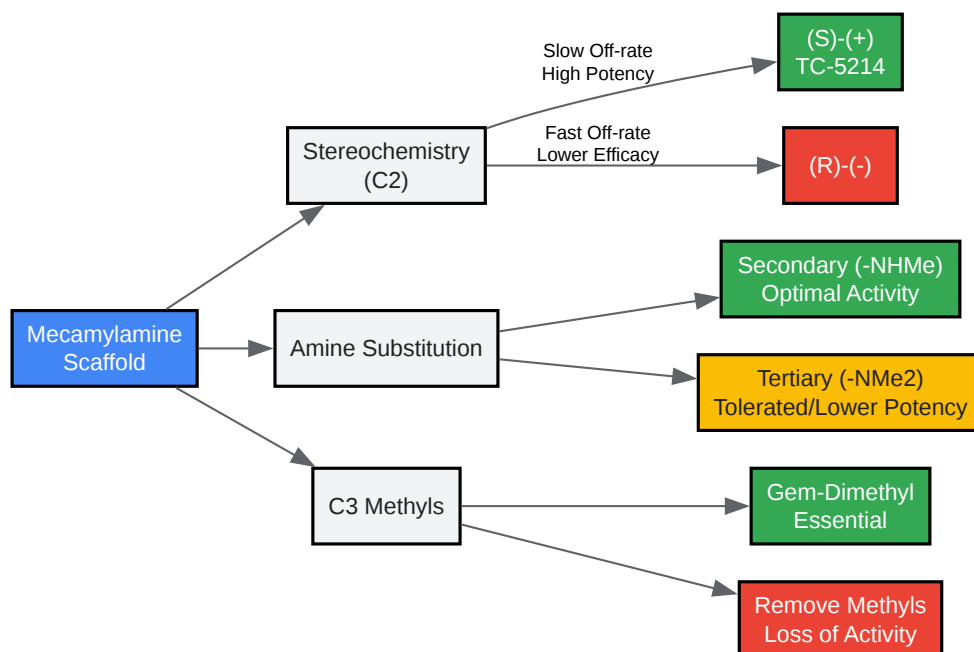 Slow Off-rate
High Potency
(S)-(+)
TC-5214
Stereochemistry
(C2)
Fast Off-rate
Lower Efficacy
(R)-(-)
Mecamylamine
Scaffold
Amine Substitution
Secondary (-NHMe)
Optimal Activity
Tertiary (-NMe2)
Tolerated/Lower Potency
C3 Methyls
Gem-Dimethyl
Essential
Remove Methyls
Loss of Activity